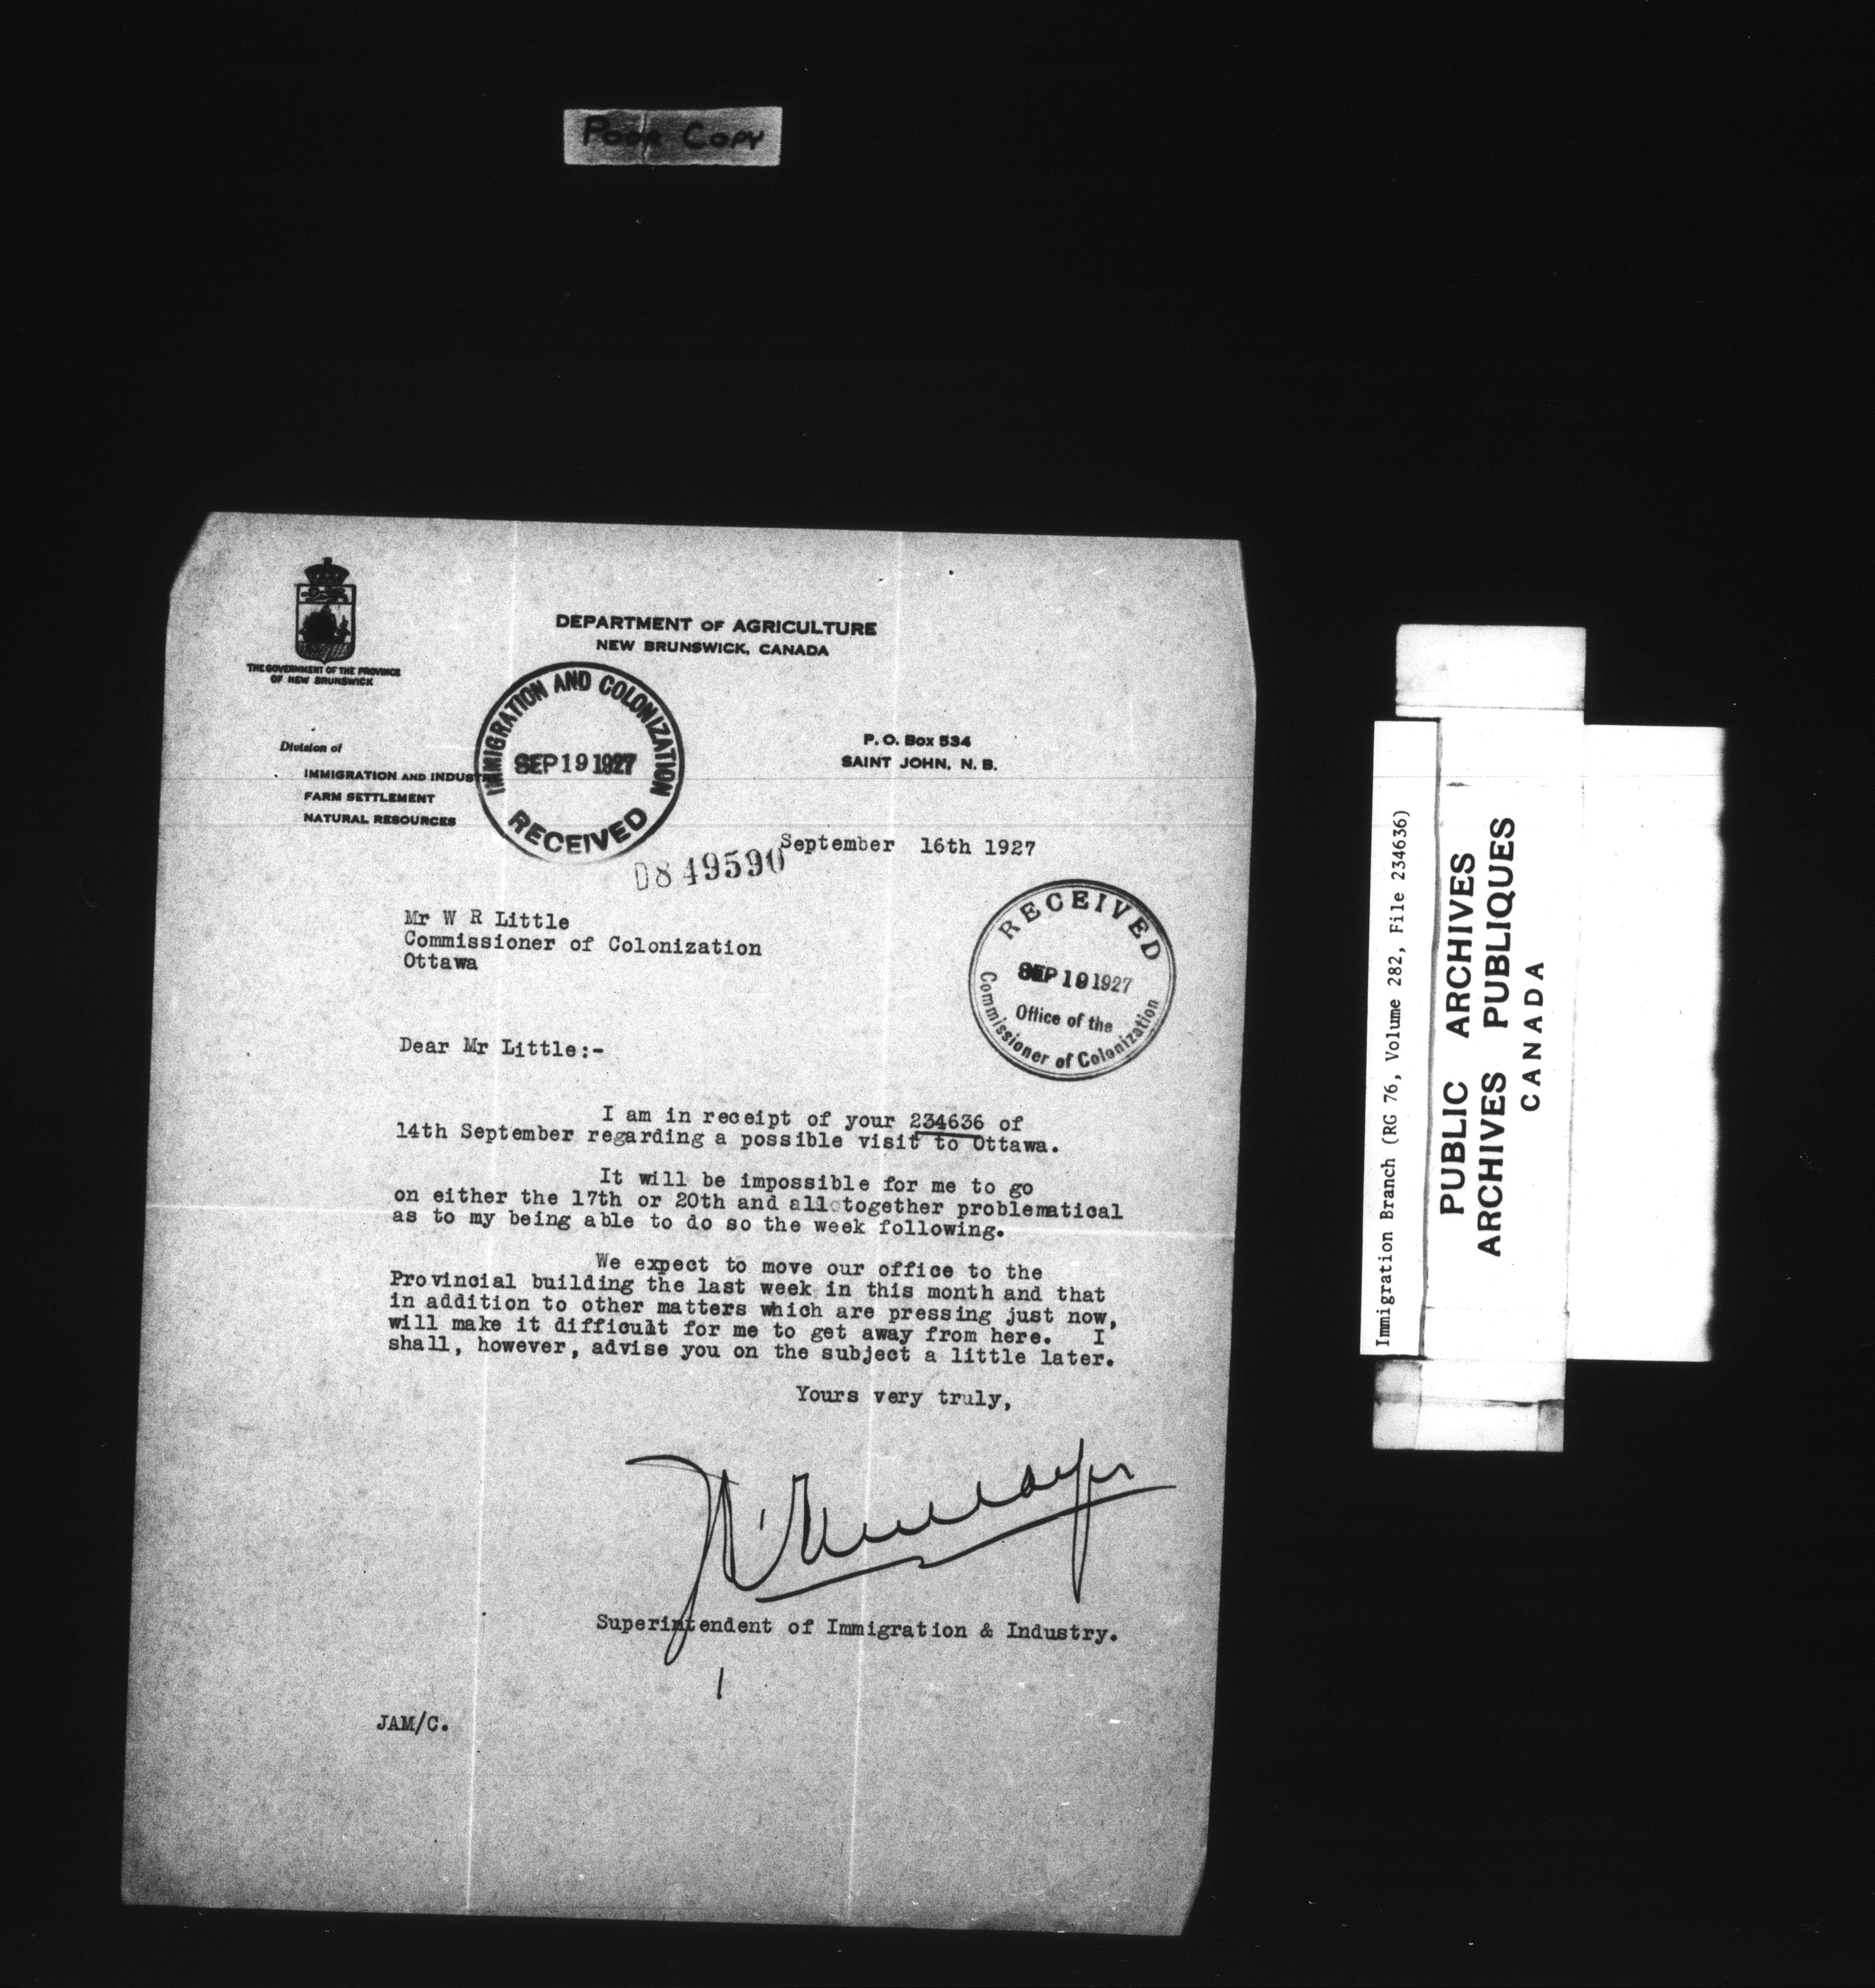 Poor Copy
DEPARTMENT OF AGRICULTURE
NEW BRUNSWICK, CANADA
THE GOVERNMENT OF THE PROVINCE
OF NEW BRUNSWICK
IMMIGRATION AND COLONIZATION
SEP 19 1927
RECEIVED
Division of
IMMIGRATION AND INDUSTRY
FARM SETTLEMENT
NATURAL RESOURCES
P. O. Box 534
SAINT JOHN, N. B.
September 16th 1927
D849590
RECEIVED
SEP 19 1927
Office of the
Commissioner of Colonization
Mr W R Little
Commissioner of Colonization
Ottawa
Dear Mr Little:-
I am in receipt of your 234636 of
14th September regarding a possible visit to Ottawa.
It will be impossible for me to go
on either the 17th or 20th and all together problematical
as to my being able to do so the week following.
We expect to move our office to the
Provincial building the last week in this month and that
in addition to other matters which are pressing just now,
will make it difficult for me to get away from here. I
shall, however, advise you on the subject a little later.
Yours very truly,
Superintendent of Immigration & Industry.
JAM/C.
Immigration Branch (RG 76, Volume 282, File 234636)
PUBLIC ARCHIVES
ARCHIVES PUBLIQUES
CANADA